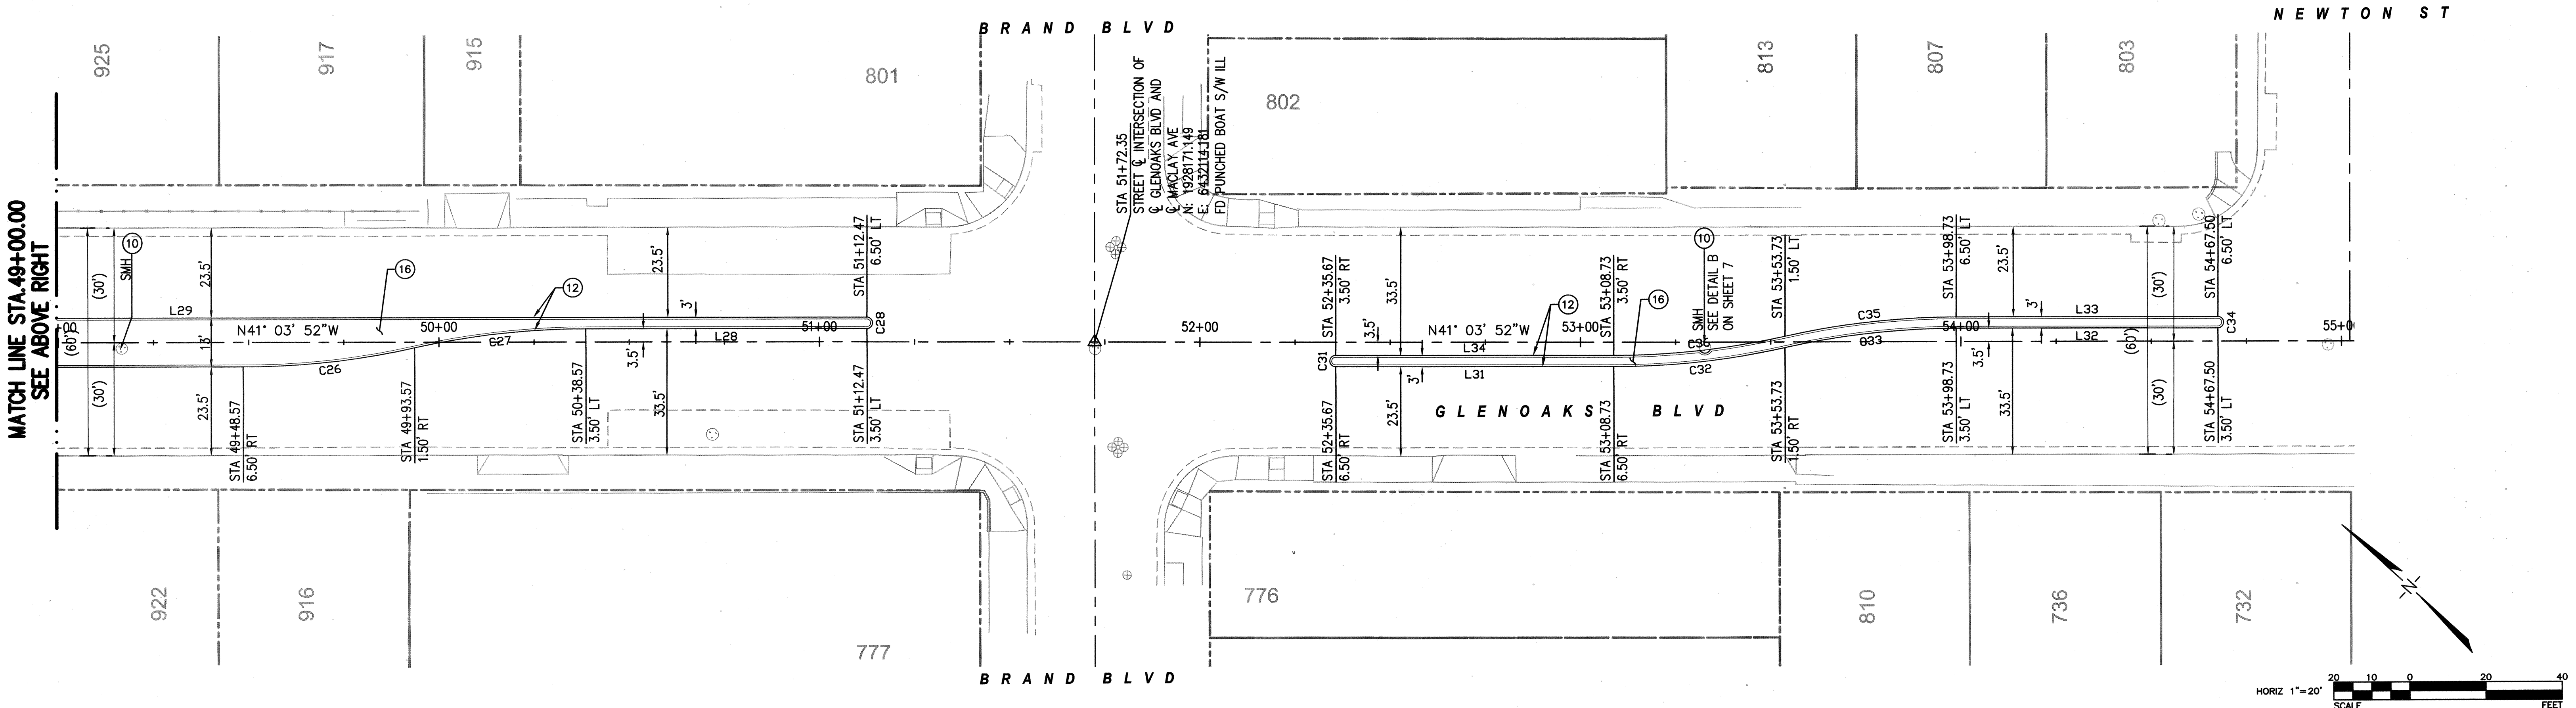 BRAND BLVD
NEWTON ST
925
917
915
801
802
813
807
803
MATCH LINE STA.49+00.00
SEE ABOVE RIGHT
STA 51+72.35
STREET ℄ INTERSECTION OF
℄ GLENOAKS BLVD AND
℄ MACLAY AVE
N: 1928171.149
E: 6432114.181
FD PUNCHED BOAT S/W ILL
(30')
(60')
(30')
SMH
10
23.5'
13'
23.5'
L29
16
12
N41° 03' 52"W
+00
50+00
51+00
C26
C27
L28
C28
3.5'
3'
23.5'
33.5'
STA 49+48.57
6.50' RT
STA 49+93.57
1.50' RT
STA 50+38.57
3.50' LT
STA 51+12.47
6.50' LT
STA 51+12.47
3.50' LT
52+00
STA 52+35.67
3.50' RT
STA 52+35.67
6.50' RT
C31
3.5'
3'
33.5'
23.5'
N41° 03' 52"W
L34
L31
12
53+00
STA 53+08.73
3.50' RT
STA 53+08.73
6.50' RT
16
10
SMH
SEE DETAIL B
ON SHEET 7
C32
STA 53+53.73
1.50' LT
STA 53+53.73
1.50' RT
C35
STA 53+98.73
6.50' LT
STA 53+98.73
3.50' LT
54+00
3.5'
23.5'
33.5'
3'
L33
L32
(30')
(60')
(30')
STA 54+67.50
6.50' LT
STA 54+67.50
3.50' LT
C34
GLENOAKS BLVD
922
916
777
776
810
736
732
BRAND BLVD
N
HORIZ 1"=20'
20 10 0 20 40
SCALE FEET